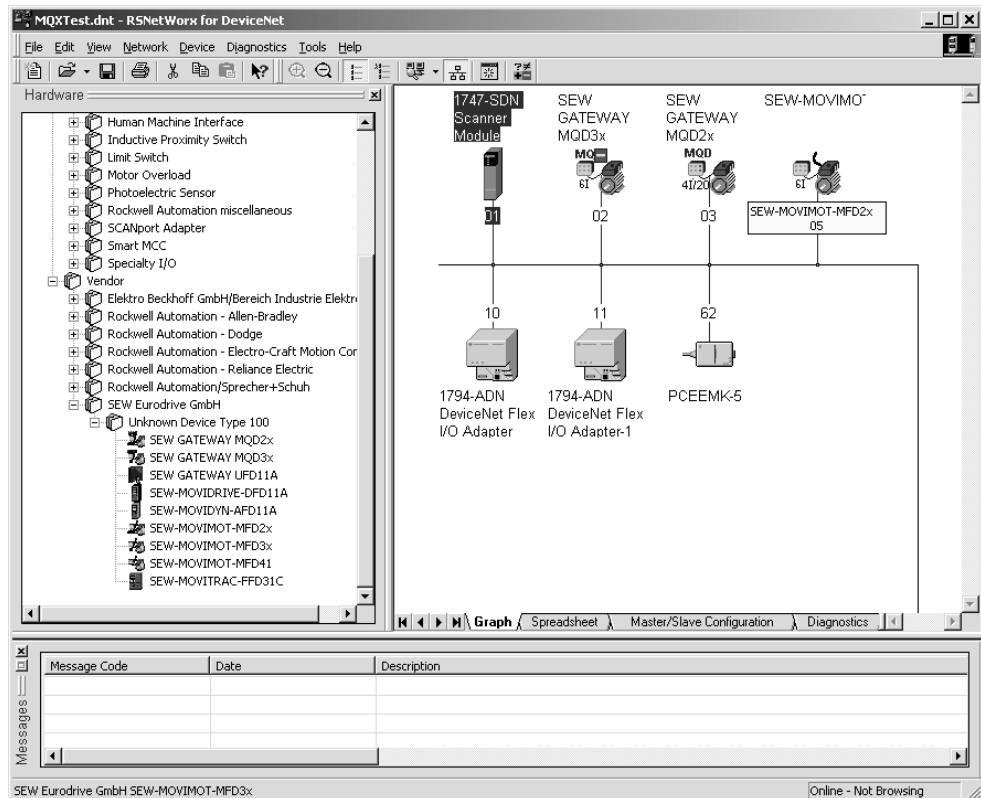 MQXTest.dnt - RSNetWorx for DeviceNet
File Edit View Network Device Diagnostics Tools Help
Hardware
Human Machine Interface
Inductive Proximity Switch
Limit Switch
Motor Overload
Photoelectric Sensor
Rockwell Automation miscellaneous
SCANport Adapter
Smart MCC
Specialty I/O
Vendor
Elektro Beckhoff GmbH/Bereich Industrie Elektr
Rockwell Automation - Allen-Bradley
Rockwell Automation - Dodge
Rockwell Automation - Electro-Craft Motion Cor
Rockwell Automation - Reliance Electric
Rockwell Automation/Sprecher+Schuh
SEW Eurodrive GmbH
Unknown Device Type 100
SEW GATEWAY MQD2x
SEW GATEWAY MQD3x
SEW GATEWAY UFD11A
SEW-MOVIDRIVE-DFD11A
SEW-MOVIDYN-AFD11A
SEW-MOVIMOT-MFD2x
SEW-MOVIMOT-MFD3x
SEW-MOVIMOT-MFD41
SEW-MOVITRAC-FFD31C
1747-SDN
Scanner
Module
01
SEW
GATEWAY
MQD3x
MQ
6I
02
SEW
GATEWAY
MQD2x
MQD
4I/2O
03
SEW-MOVIMOT
6I
SEW-MOVIMOT-MFD2x
05
10
1794-ADN
DeviceNet Flex
I/O Adapter
11
1794-ADN
DeviceNet Flex
I/O Adapter-1
62
PCEEMK-5
Graph Spreadsheet Master/Slave Configuration Diagnostics
Messages
Message Code Date Description
SEW Eurodrive GmbH SEW-MOVIMOT-MFD3x
Online - Not Browsing